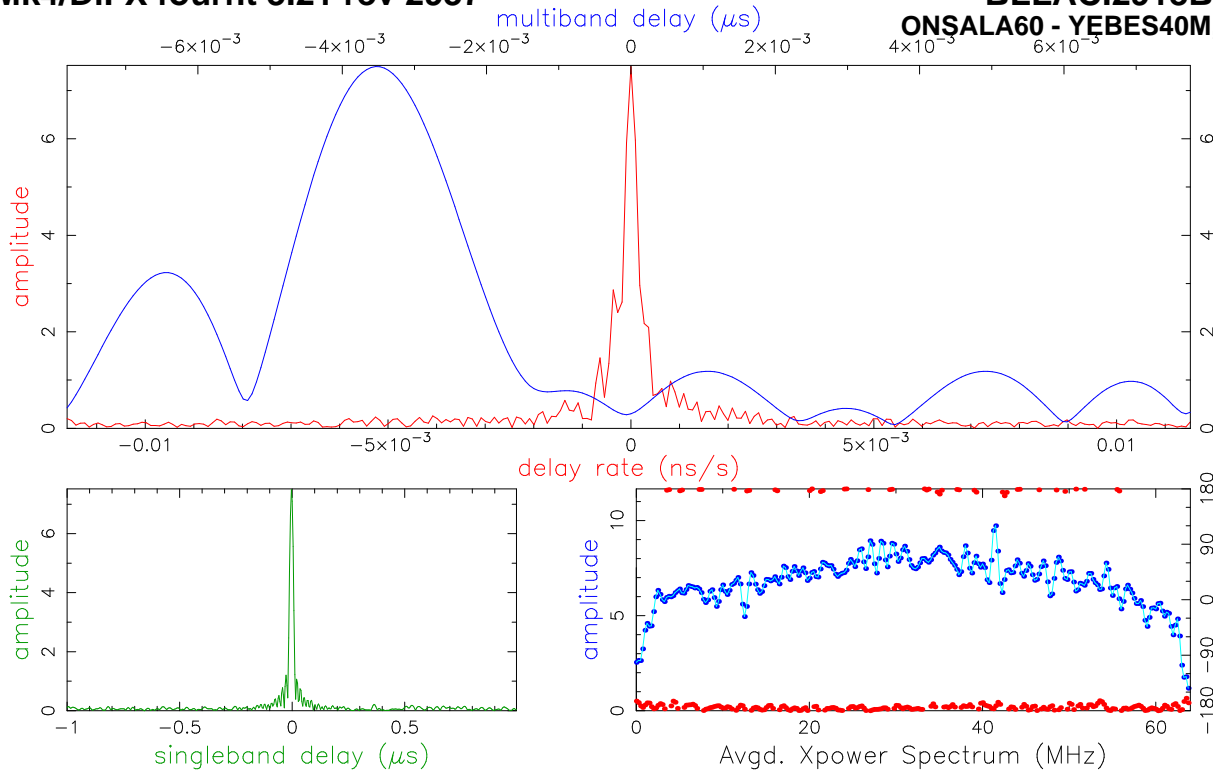 multiband delay (μs)
ONSALA60 - YEBES40M
−6×10⁻³ −4×10⁻³ −2×10⁻³ 0 2×10⁻³ 4×10⁻³ 6×10⁻³
amplitude
6 6
4 4
2 2
0 0
−0.01 −5×10⁻³ 0 5×10⁻³ 0.01
delay rate (ns/s)
amplitude
6
4
2
0
−1 −0.5 0 0.5
singleband delay (μs)
amplitude
10
5
0
180
90
0
−90
−180
0 20 40 60
Avgd. Xpower Spectrum (MHz)